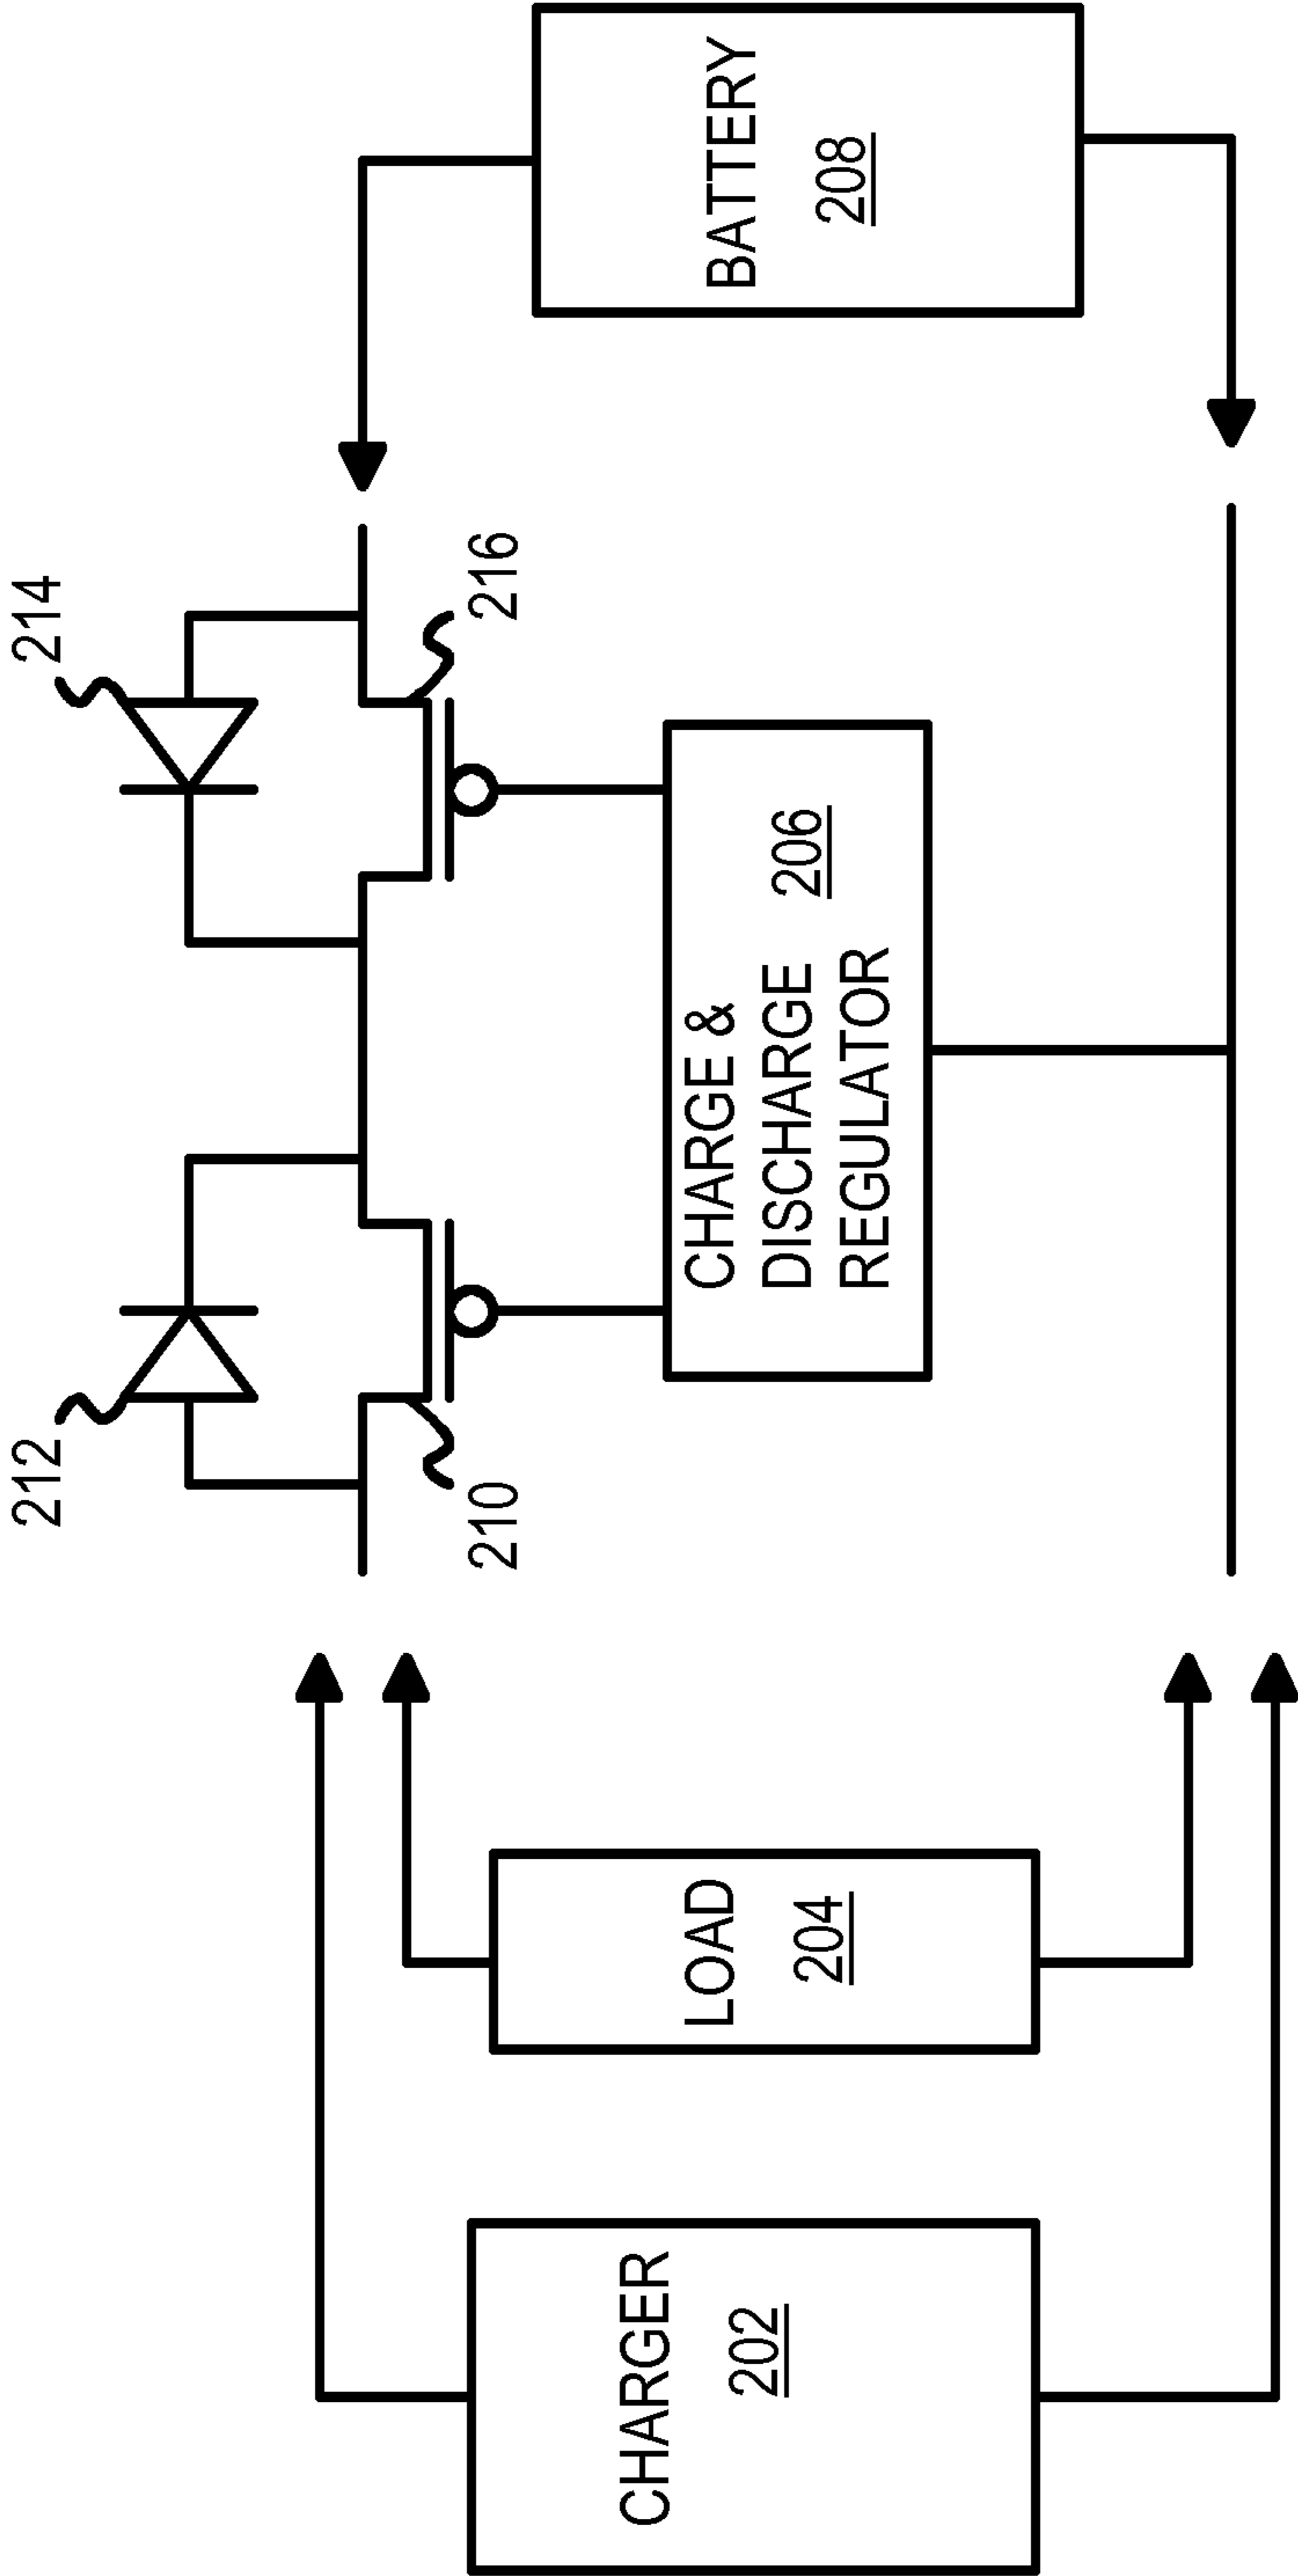 212
214
210
216
CHARGER
202
LOAD
204
CHARGE &
DISCHARGE 206
REGULATOR
BATTERY
208